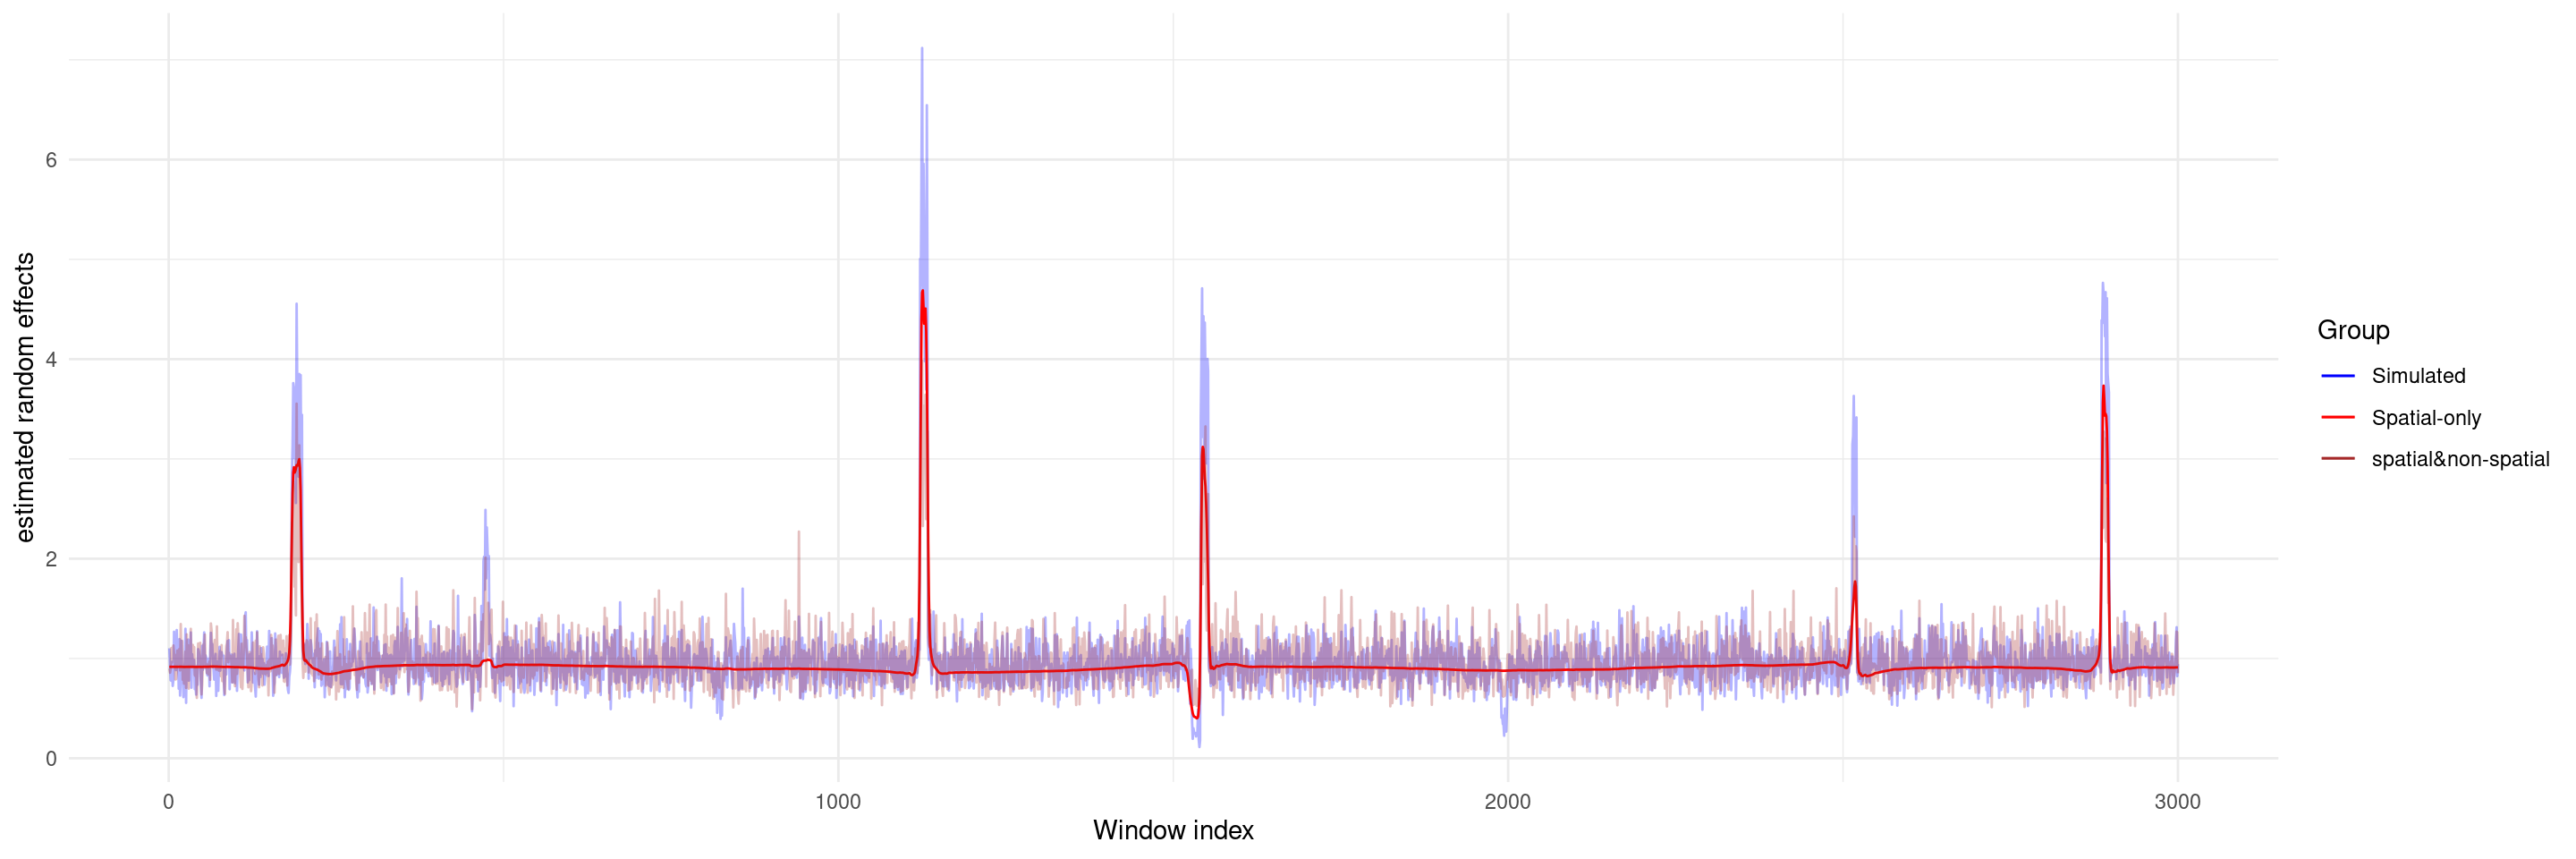 estimated random effects
6
4
2
0
0
1000
2000
3000
Window index
Group
Simulated
Spatial-only
spatial&non-spatial